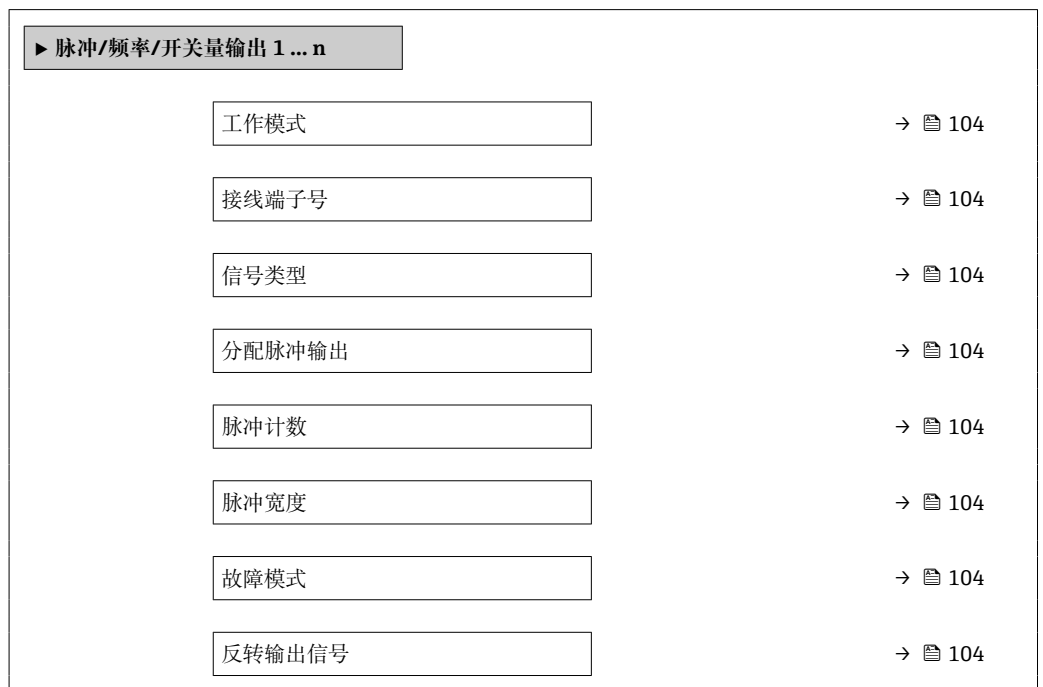 ▶ 脉冲/频率/开关量输出 1 ... n
工作模式 → 104
接线端子号 → 104
信号类型 → 104
分配脉冲输出 → 104
脉冲计数 → 104
脉冲宽度 → 104
故障模式 → 104
反转输出信号 → 104